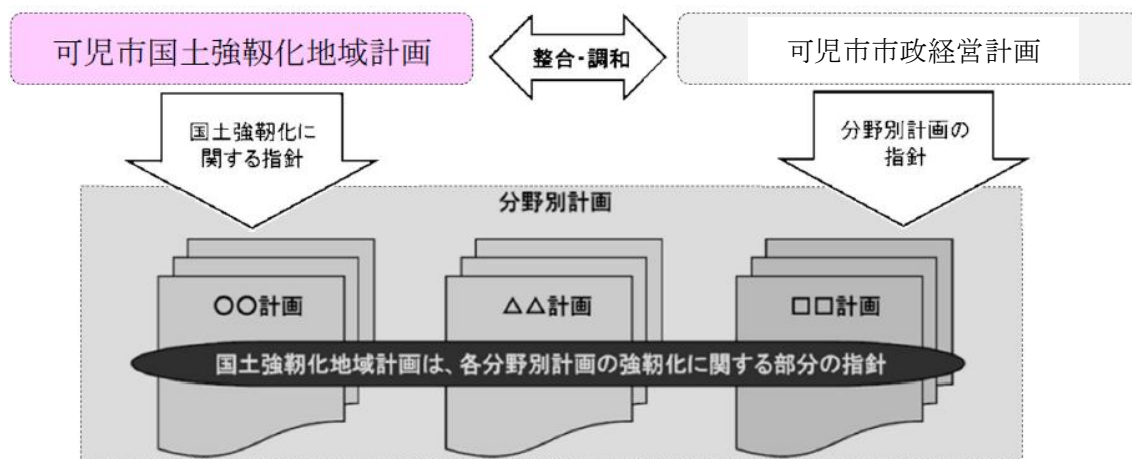 可児市国土強靱化地域計画
整合・調和
可児市市政経営計画
国土強靱化に
関する指針
分野別計画の
指針
分野別計画
○○計画
△△計画
□□計画
国土強靱化地域計画は、各分野別計画の強靱化に関する部分の指針